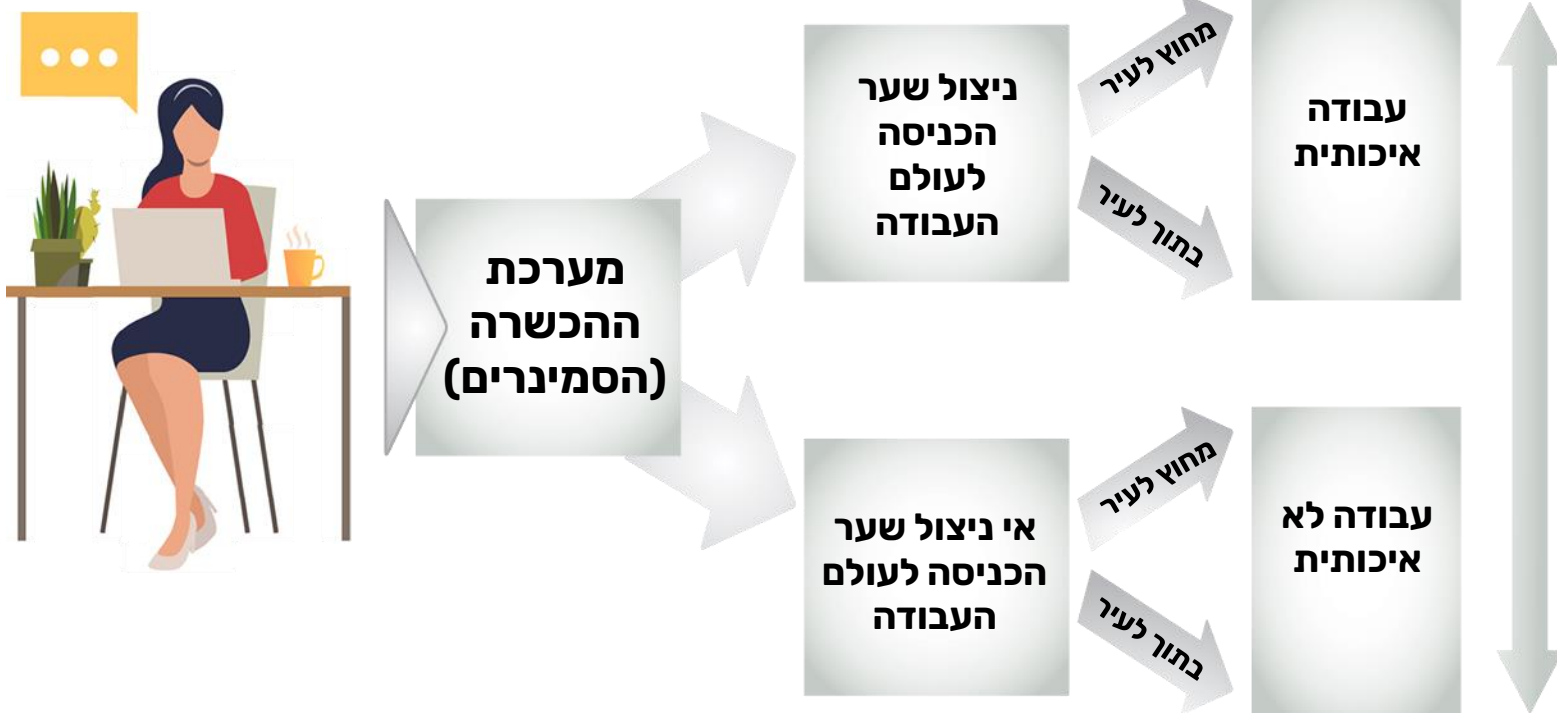 מערכת
ההכשרה
(הסמינרים)
ניצול שער
הכניסה
לעולם
העבודה
מחוץ לעיר
בתוך לעיר
עבודה
איכותית
אי ניצול שער
הכניסה לעולם
העבודה
מחוץ לעיר
בתוך לעיר
עבודה לא
איכותית